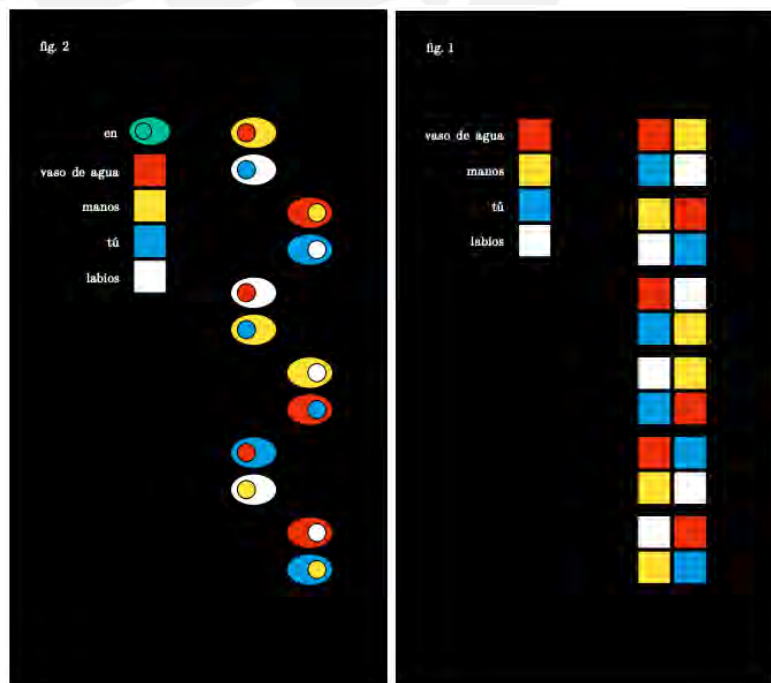 fig. 2
en
vaso de agua
manos
tú
labios
fig. 1
vaso de agua
manos
tú
labios